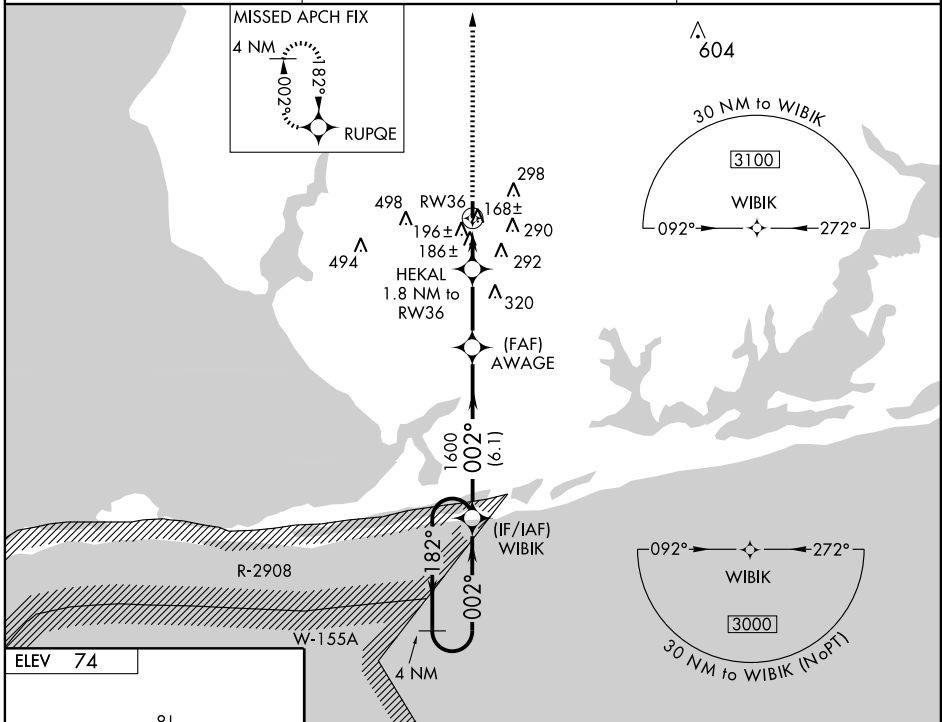 MISSED APCH FIX
4 NM
002°
182°
RUPQE
604
30 NM to WIBIK
3100
WIBIK
092°
272°
298
498
RW36
168±
196±
290
186±
494
292
HEKAL
1.8 NM to
RW36
320
(FAF)
AWAGE
1600
002°
(6.1)
(IF/IAF)
WIBIK
182°
002°
4 NM
R-2908
W-155A
092°
272°
WIBIK
3000
30 NM to WIBIK (NoPT)
ELEV 74